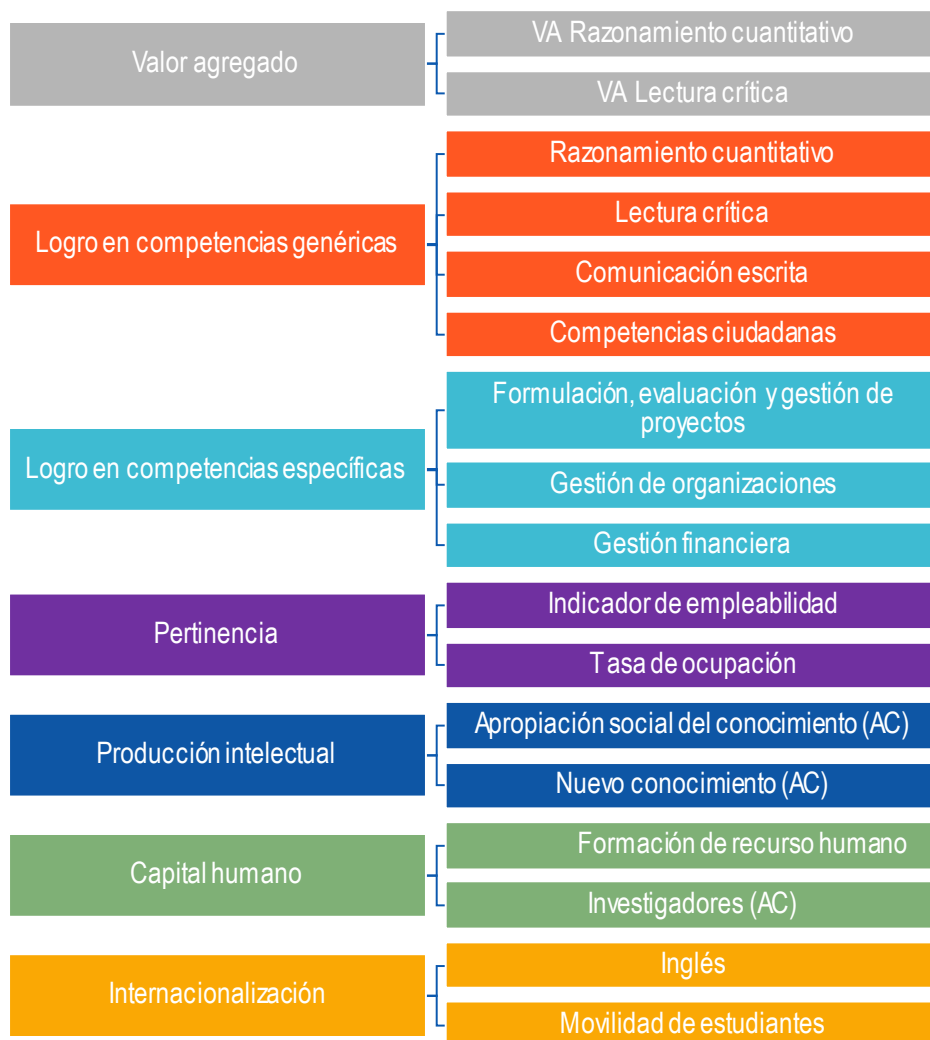 Valor agregado
VA Razonamiento cuantitativo
VA Lectura crítica
Logro en competencias genéricas
Razonamiento cuantitativo
Lectura crítica
Comunicación escrita
Competencias ciudadanas
Logro en competencias específicas
Formulación, evaluación y gestión de
proyectos
Gestión de organizaciones
Gestión financiera
Pertinencia
Indicador de empleabilidad
Tasa de ocupación
Producción intelectual
Apropiación social del conocimiento (AC)
Nuevo conocimiento (AC)
Capital humano
Formación de recurso humano
Investigadores (AC)
Internacionalización
Inglés
Movilidad de estudiantes